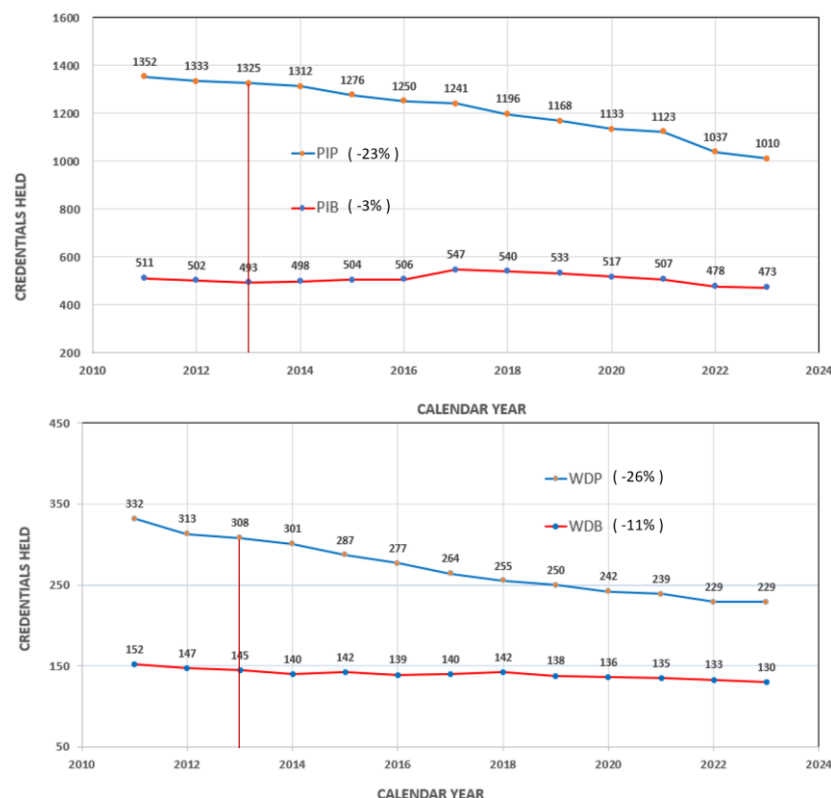 1600
1400
1200
1000
800
600
400
200
CREDENTIALS HELD
1352 1333 1325 1312 1276 1250 1241 1196 1168 1133 1123 1037 1010
PIP ( -23% )
PIB ( -3% )
511 502 493 498 504 506 547 540 533 517 507 478 473
2010 2012 2014 2016 2018 2020 2022 2024
CALENDAR YEAR
450
350
250
150
50
CREDENTIALS HELD
WDP ( -26% )
WDB ( -11% )
332 313 308 301 287 277 264 255 250 242 239 229 229
152 147 145 140 142 139 140 142 138 136 135 133 130
2010 2012 2014 2016 2018 2020 2022 2024
CALENDAR YEAR